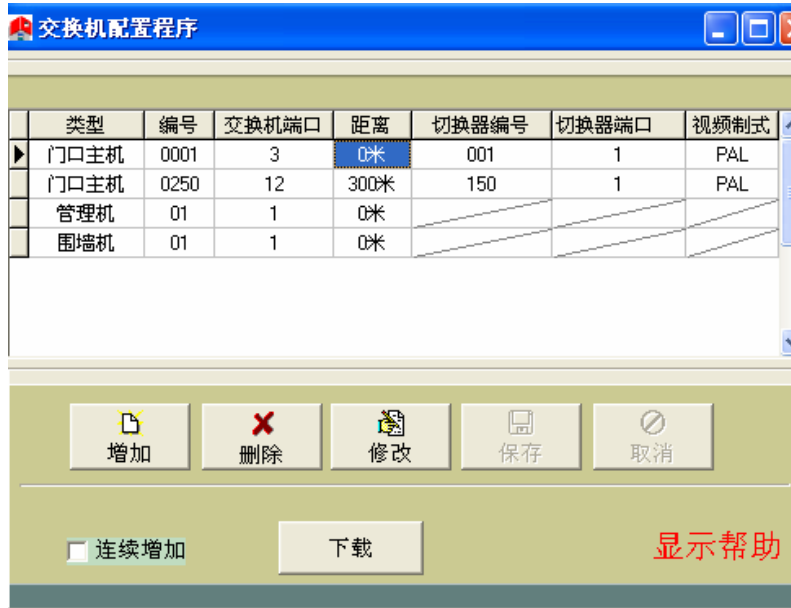 交换机配置程序
类型 编号 交换机端口 距离 切换器编号 切换器端口 视频制式
门口主机 0001 3 0米 001 1 PAL
门口主机 0250 12 300米 150 1 PAL
管理机 01 1 0米
围墙机 01 1 0米
增加 删除 修改 保存 取消
连续增加 下载 显示帮助